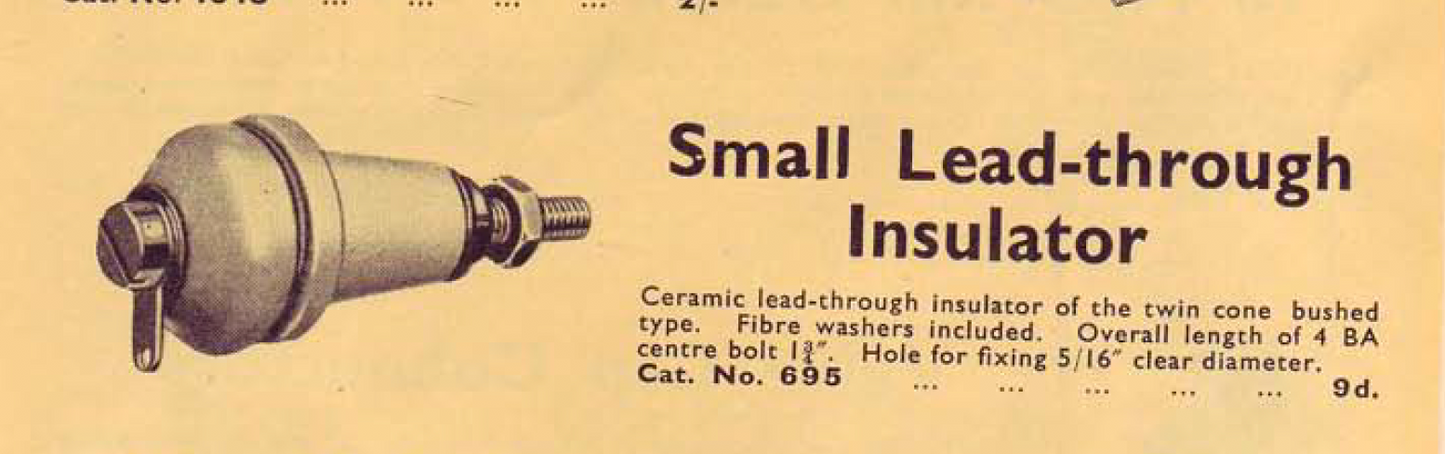 ... ... ... ... 2/-
Small Lead-through
Insulator
Ceramic lead-through insulator of the twin cone bushed
type. Fibre washers included. Overall length of 4 BA
centre bolt 1¾″. Hole for fixing 5/16″ clear diameter.
Cat. No. 695 ... ... ... ... ... 9d.